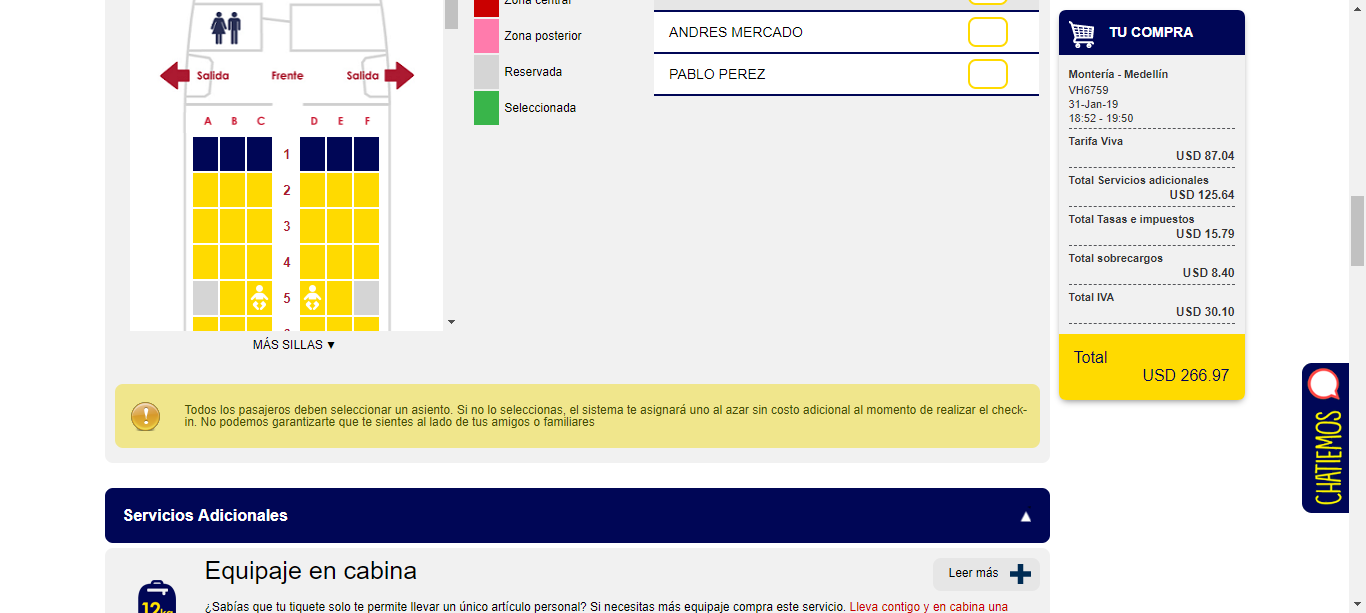 Zona central
Zona posterior
Reservada
Seleccionada
ANDRES MERCADO
PABLO PEREZ
Salida Frente Salida
A B C D E F
1
2
3
4
5
MÁS SILLAS ▼
Todos los pasajeros deben seleccionar un asiento. Si no lo seleccionas, el sistema te asignará uno al azar sin costo adicional al momento de realizar el check-
in. No podemos garantizarte que te sientes al lado de tus amigos o familiares
Servicios Adicionales
Equipaje en cabina
Leer más
12kg
¿Sabías que tu tiquete solo te permite llevar un único artículo personal? Si necesitas más equipaje compra este servicio. Lleva contigo y en cabina una
TU COMPRA
Montería - Medellín
VH6759
31-Jan-19
18:52 - 19:50
Tarifa Viva
USD 87.04
Total Servicios adicionales
USD 125.64
Total Tasas e impuestos
USD 15.79
Total sobrecargos
USD 8.40
Total IVA
USD 30.10
Total
USD 266.97
CHATIEMOS